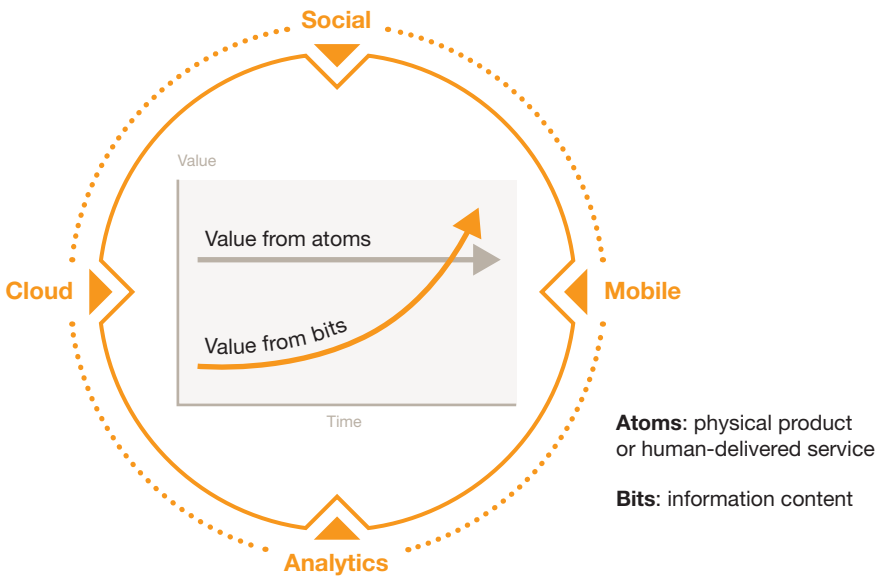 Social
Value
Value from atoms
Cloud
Mobile
Value from bits
Time
Atoms: physical product
or human-delivered service
Bits: information content
Analytics